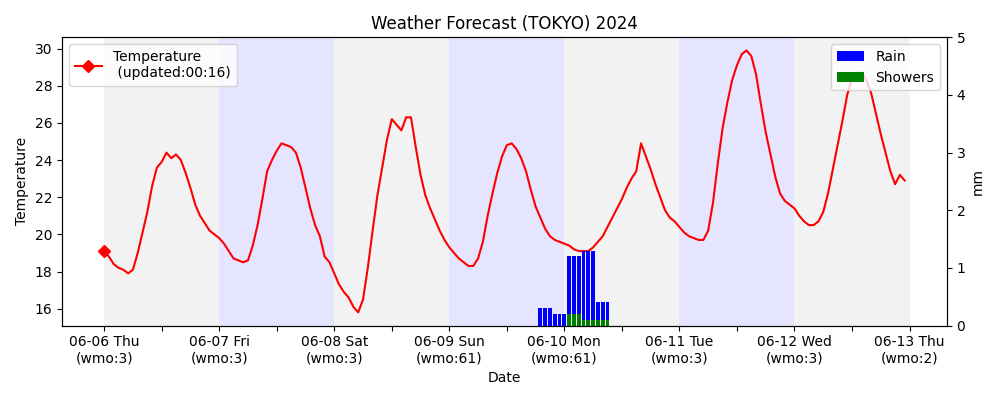 Weather Forecast (TOKYO) 2024
Temperature
(updated:00:16)
Rain
Showers
30
28
26
24
22
20
18
16
Temperature
5
4
3
2
1
0
mm
06-06 Thu 06-07 Fri 06-08 Sat 06-09 Sun 06-10 Mon 06-11 Tue 06-12 Wed 06-13 Thu
(wmo:3) (wmo:3) (wmo:3) (wmo:61) (wmo:61) (wmo:3) (wmo:3) (wmo:2)
Date